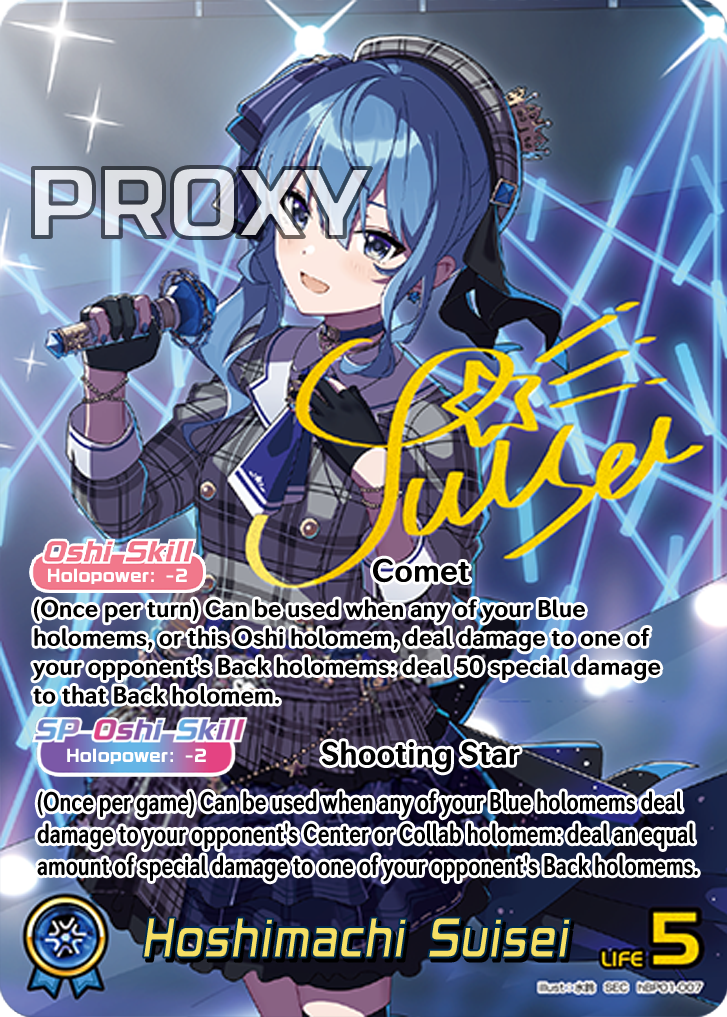 PROXY
Suisei
Oshi Skill
Holopower: -2
Comet
(Once per turn) Can be used when any of your Blue
holomems, or this Oshi holomem, deal damage to one of
your opponent's Back holomems: deal 50 special damage
to that Back holomem.
SP Oshi Skill
Holopower: -2
Shooting Star
(Once per game) Can be used when any of your Blue holomems deal
damage to your opponent's Center or Collab holomem: deal an equal
amount of special damage to one of your opponent's Back holomems.
Hoshimachi Suisei
LIFE 5
SEC hBP01-007